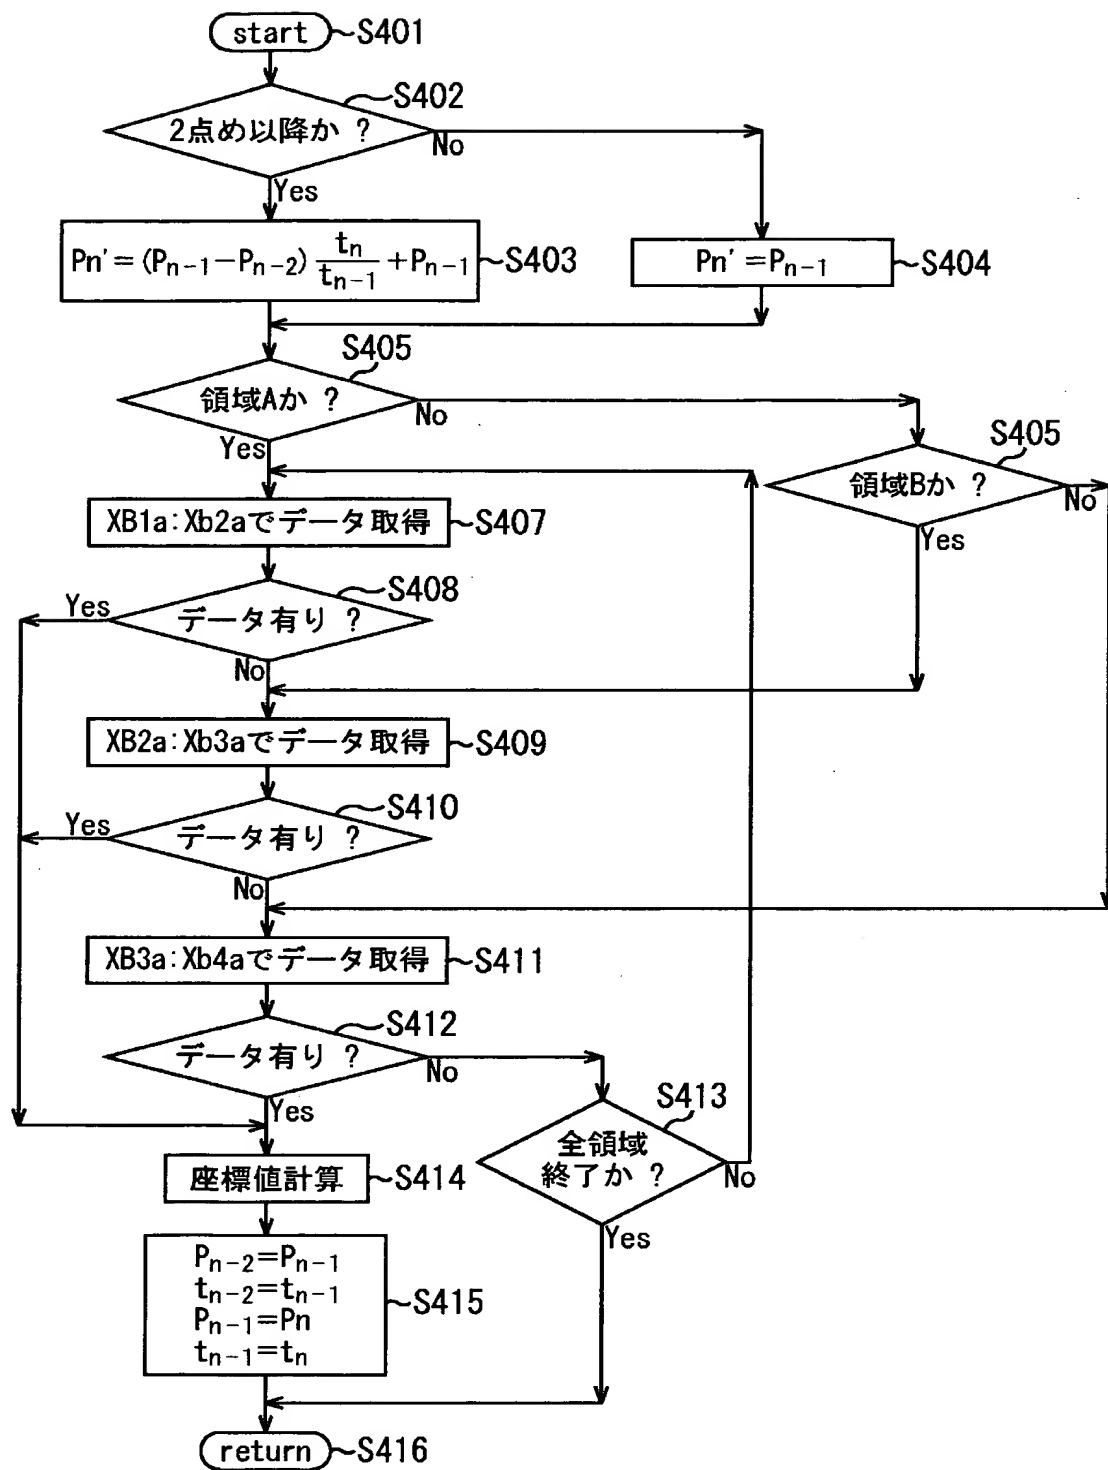 start
S401
S402
2点め以降か ?
No
Yes
Pn'=(Pn-1-Pn-2) tn/tn-1 +Pn-1
S403
Pn'=Pn-1
S404
S405
領域Aか ?
No
Yes
S405
領域Bか ?
No
Yes
XB1a:Xb2aでデータ取得
S407
S408
Yes
データ有り ?
No
XB2a:Xb3aでデータ取得
S409
S410
Yes
データ有り ?
No
XB3a:Xb4aでデータ取得
S411
S412
データ有り ?
No
Yes
S413
全領域
終了か ?
No
Yes
座標値計算
S414
Pn-2=Pn-1
tn-2=tn-1
Pn-1=Pn
tn-1=tn
S415
return
S416